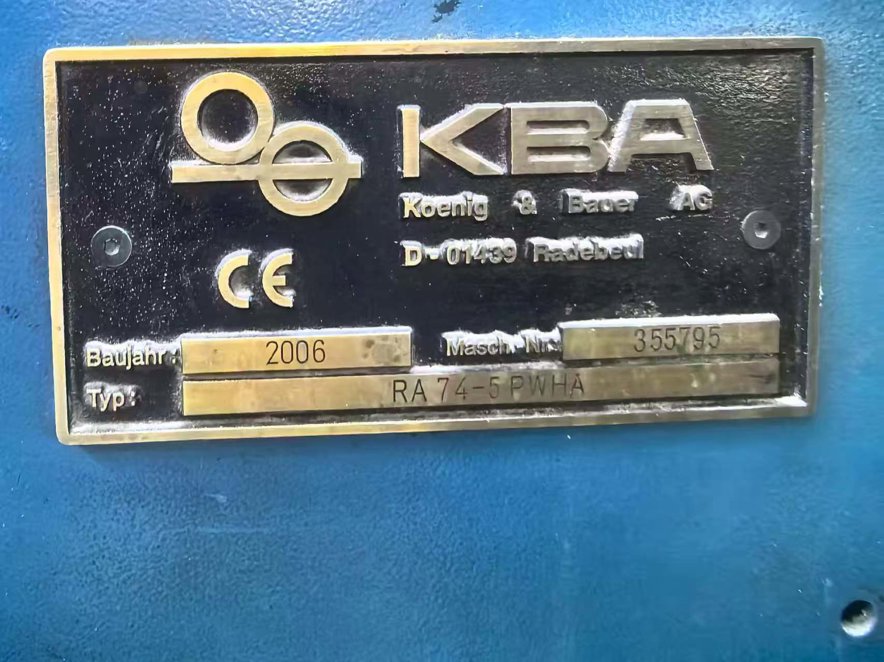 KBA
Koenig & Bauer AG
D-01439 Radebeul
CE
Baujahr: 2006 Masch. Nr.: 355795
Typ: RA 74-5 PWHA